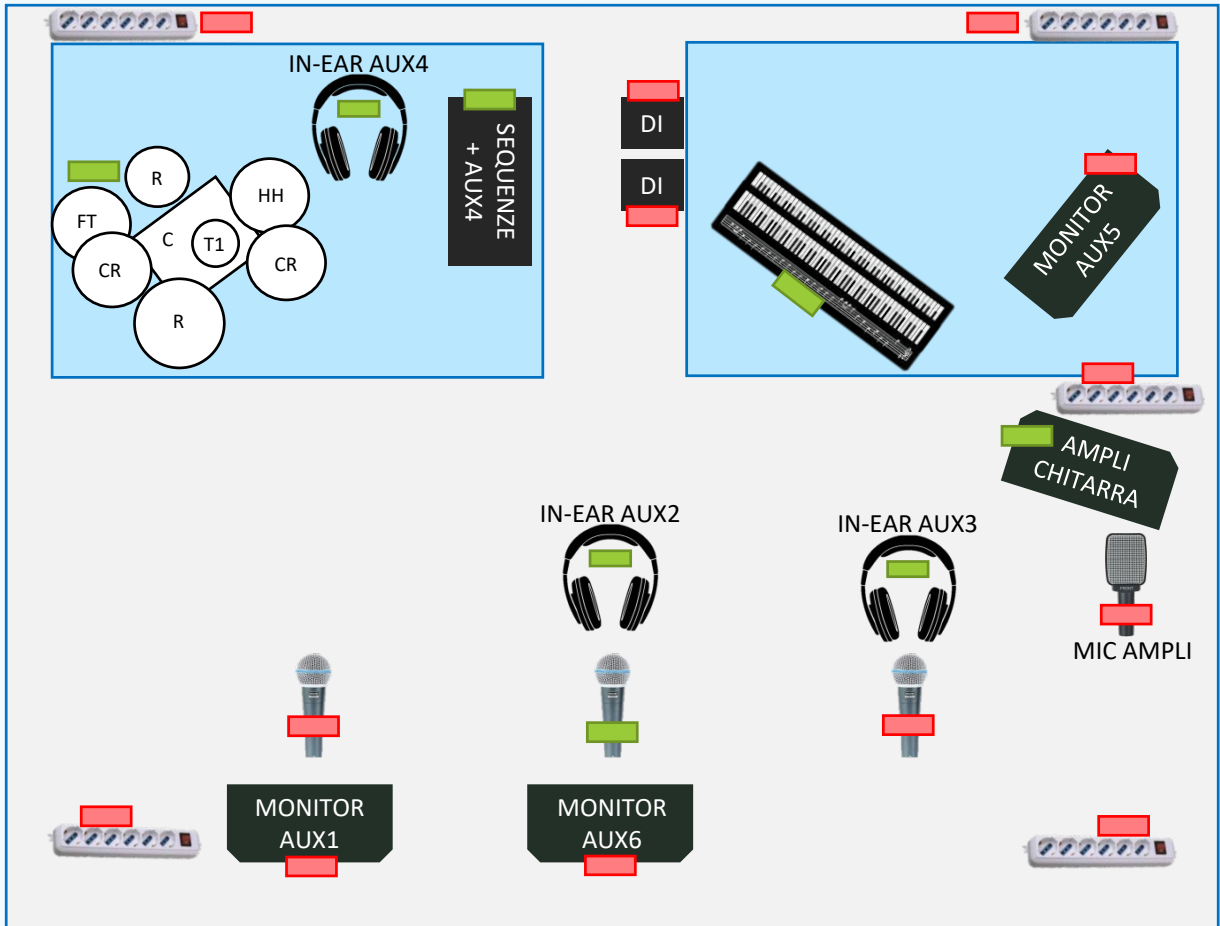 IN-EAR AUX4
SEQUENZE
+ AUX4
DI
DI
R
HH
FT
C
T1
CR
CR
R
MONITOR
AUX5
AMPLI
CHITARRA
IN-EAR AUX2
IN-EAR AUX3
MIC AMPLI
MONITOR
AUX1
MONITOR
AUX6